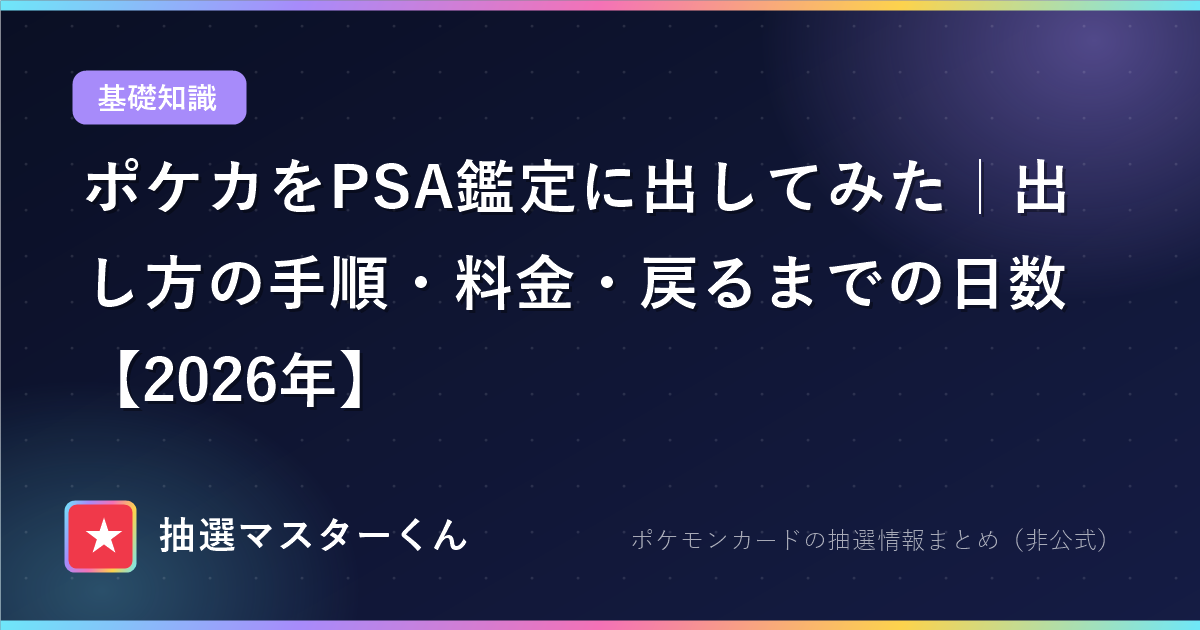 基礎知識
ポケカをPSA鑑定に出してみた｜出
し方の手順・料金・戻るまでの日数
【2026年】
抽選マスターくん
ポケモンカードの抽選情報まとめ（非公式）